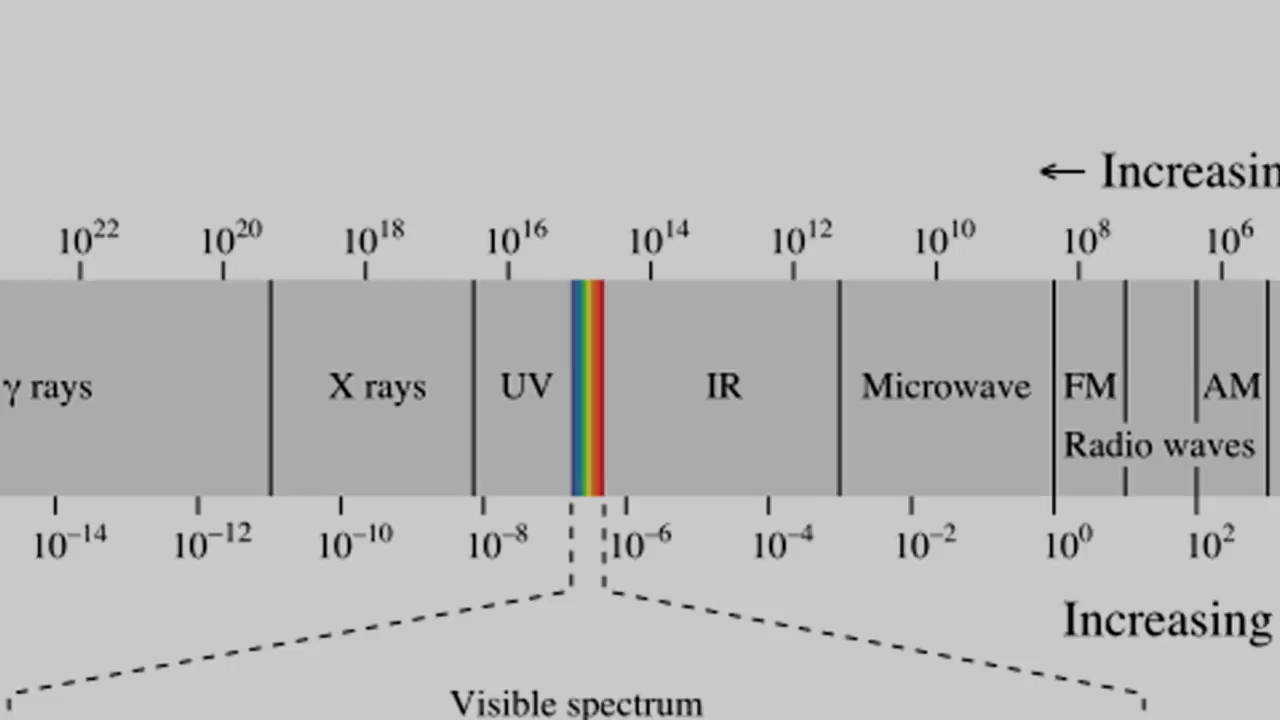 ← Increasin
10²² 10²⁰ 10¹⁸ 10¹⁶ 10¹⁴ 10¹² 10¹⁰ 10⁸ 10⁶
γ rays X rays UV IR Microwave FM AM
Radio waves
10⁻¹⁴ 10⁻¹² 10⁻¹⁰ 10⁻⁸ 10⁻⁶ 10⁻⁴ 10⁻² 10⁰ 10²
Increasing
Visible spectrum